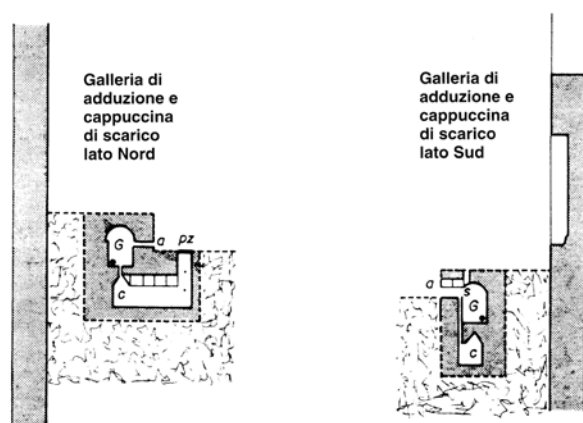 Galleria di
adduzione e
cappuccina
di scarico
lato Nord
Galleria di
adduzione e
cappuccina
di scarico
lato Sud
G
a
pz
c
a
s
G
c